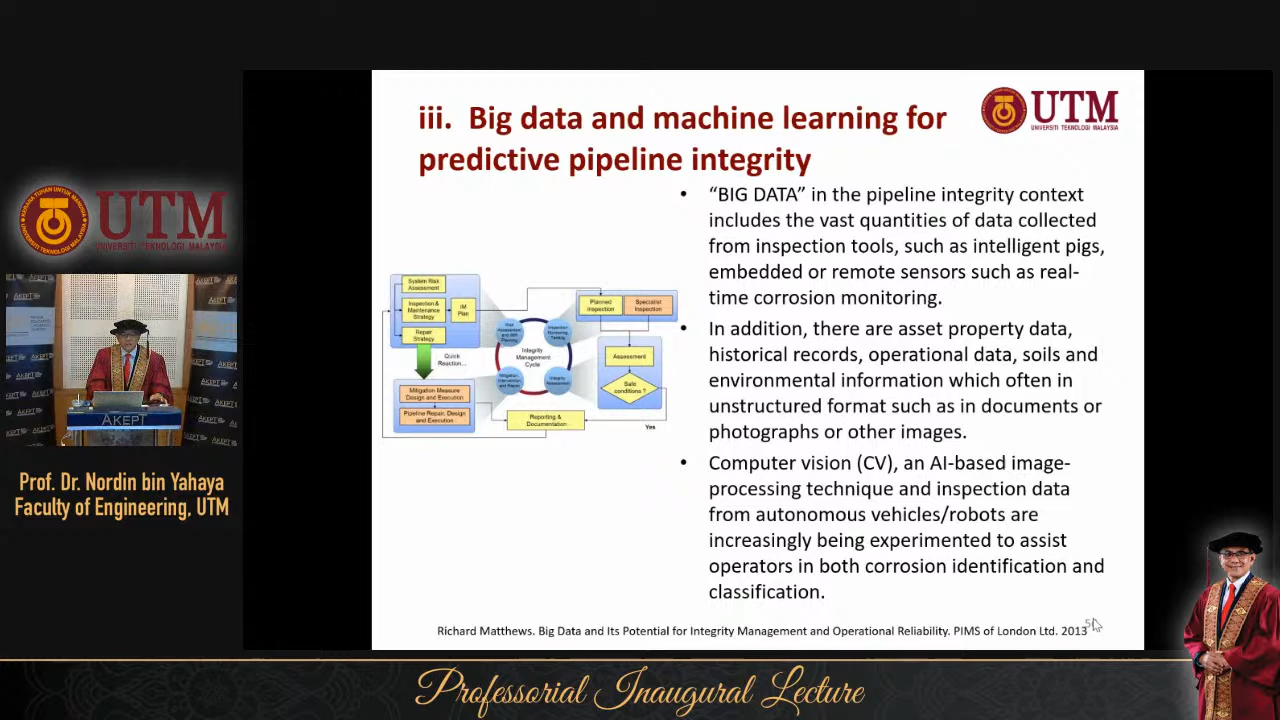 UTM
UNIVERSITI TEKNOLOGI MALAYSIA
AKEPT
Prof. Dr. Nordin bin Yahaya
Faculty of Engineering, UTM
iii. Big data and machine learning for
predictive pipeline integrity
UTM
UNIVERSITI TEKNOLOGI MALAYSIA
System Risk
Assessment
Inspection &
Maintenance
Strategy
IM
Plan
Repair
Strategy
Quick
Reaction...
Mitigation Measure
Design and Execution
Pipeline Repair, Design
and Execution
Integrity
Management
Cycle
Planned
Inspection
Specialist
Inspection
Assessment
Safe
conditions ?
Reporting &
Documentation
Yes
• “BIG DATA” in the pipeline integrity context
includes the vast quantities of data collected
from inspection tools, such as intelligent pigs,
embedded or remote sensors such as real-
time corrosion monitoring.
• In addition, there are asset property data,
historical records, operational data, soils and
environmental information which often in
unstructured format such as in documents or
photographs or other images.
• Computer vision (CV), an AI-based image-
processing technique and inspection data
from autonomous vehicles/robots are
increasingly being experimented to assist
operators in both corrosion identification and
classification.
Richard Matthews. Big Data and Its Potential for Integrity Management and Operational Reliability. PIMS of London Ltd. 2013
Professorial Inaugural Lecture